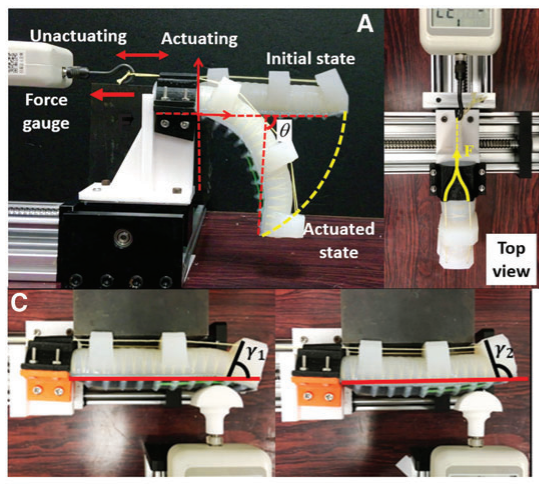 A
Unactuating
Actuating
Initial state
Force
gauge
θ
Actuated
state
F
Top
view
C
γ1
γ2